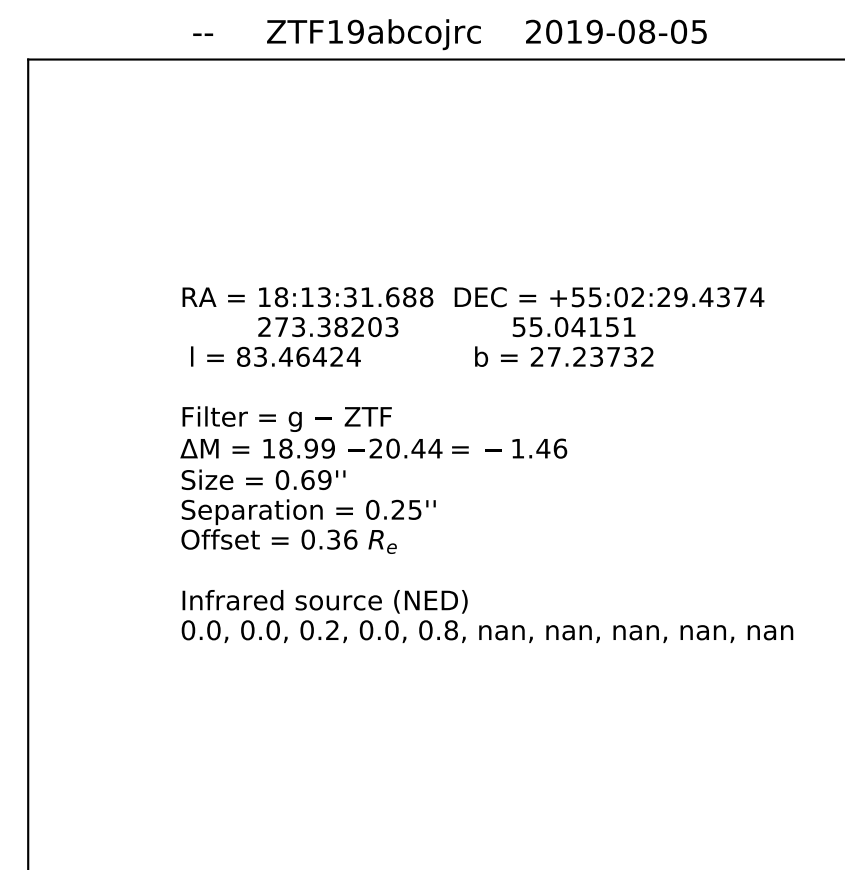 -- ZTF19abcojrc 2019-08-05
RA = 18:13:31.688 DEC = +55:02:29.4374
273.38203 55.04151
l = 83.46424 b = 27.23732
Filter = g − ZTF
ΔM = 18.99 −20.44 = − 1.46
Size = 0.69''
Separation = 0.25''
Offset = 0.36 Rₑ
Infrared source (NED)
0.0, 0.0, 0.2, 0.0, 0.8, nan, nan, nan, nan, nan